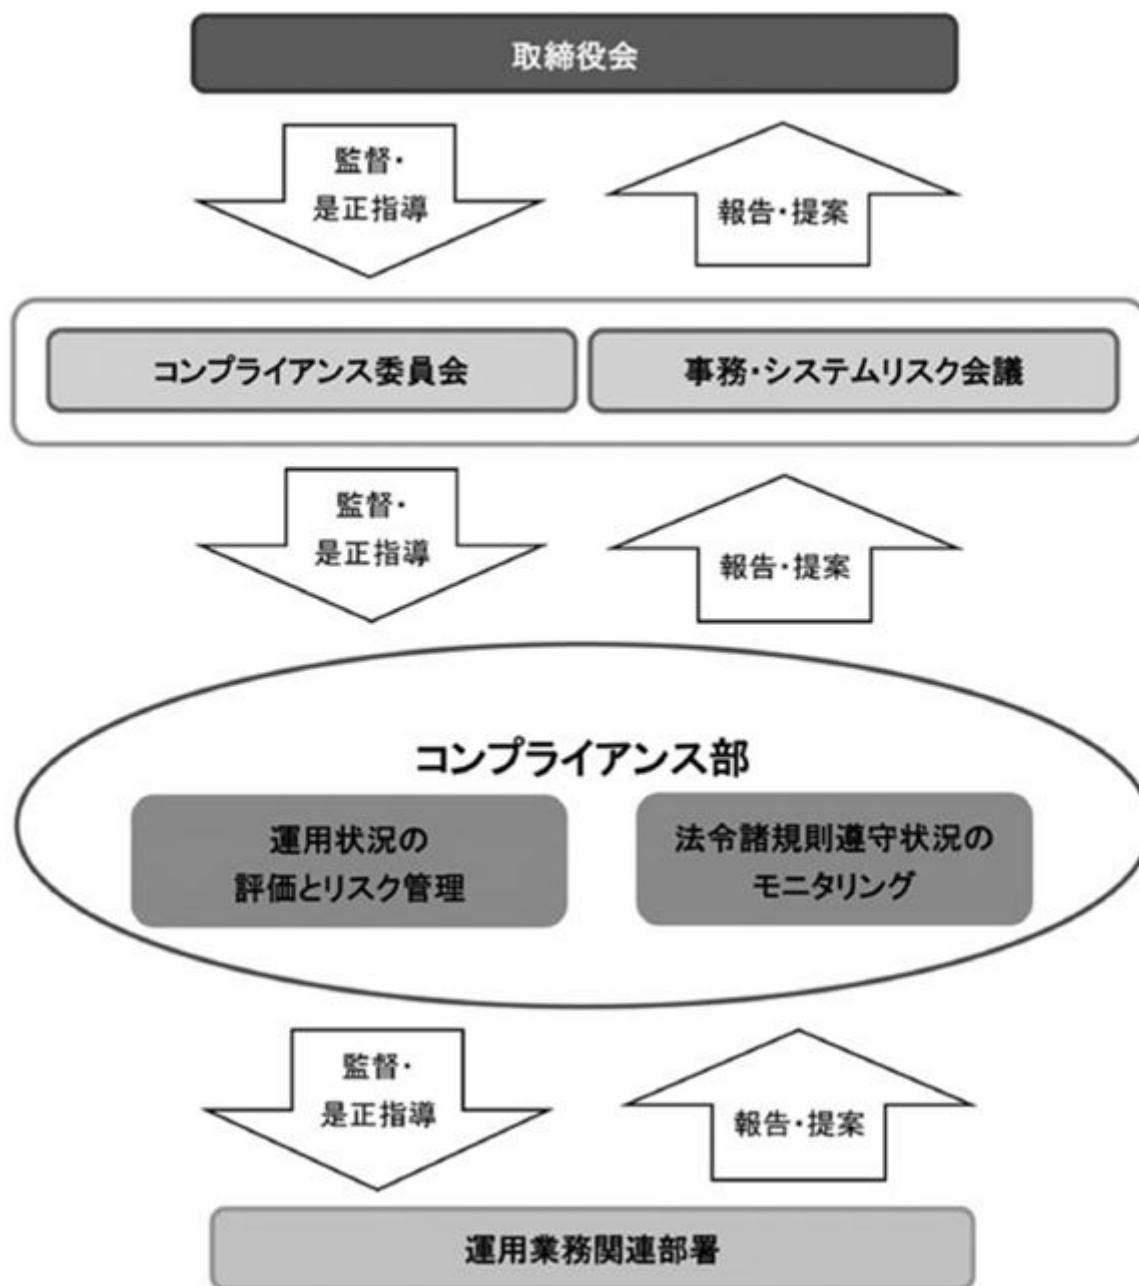 取締役会
監督・
是正指導
報告・提案
コンプライアンス委員会
事務・システムリスク会議
監督・
是正指導
報告・提案
コンプライアンス部
運用状況の
評価とリスク管理
法令諸規則遵守状況の
モニタリング
監督・
是正指導
報告・提案
運用業務関連部署